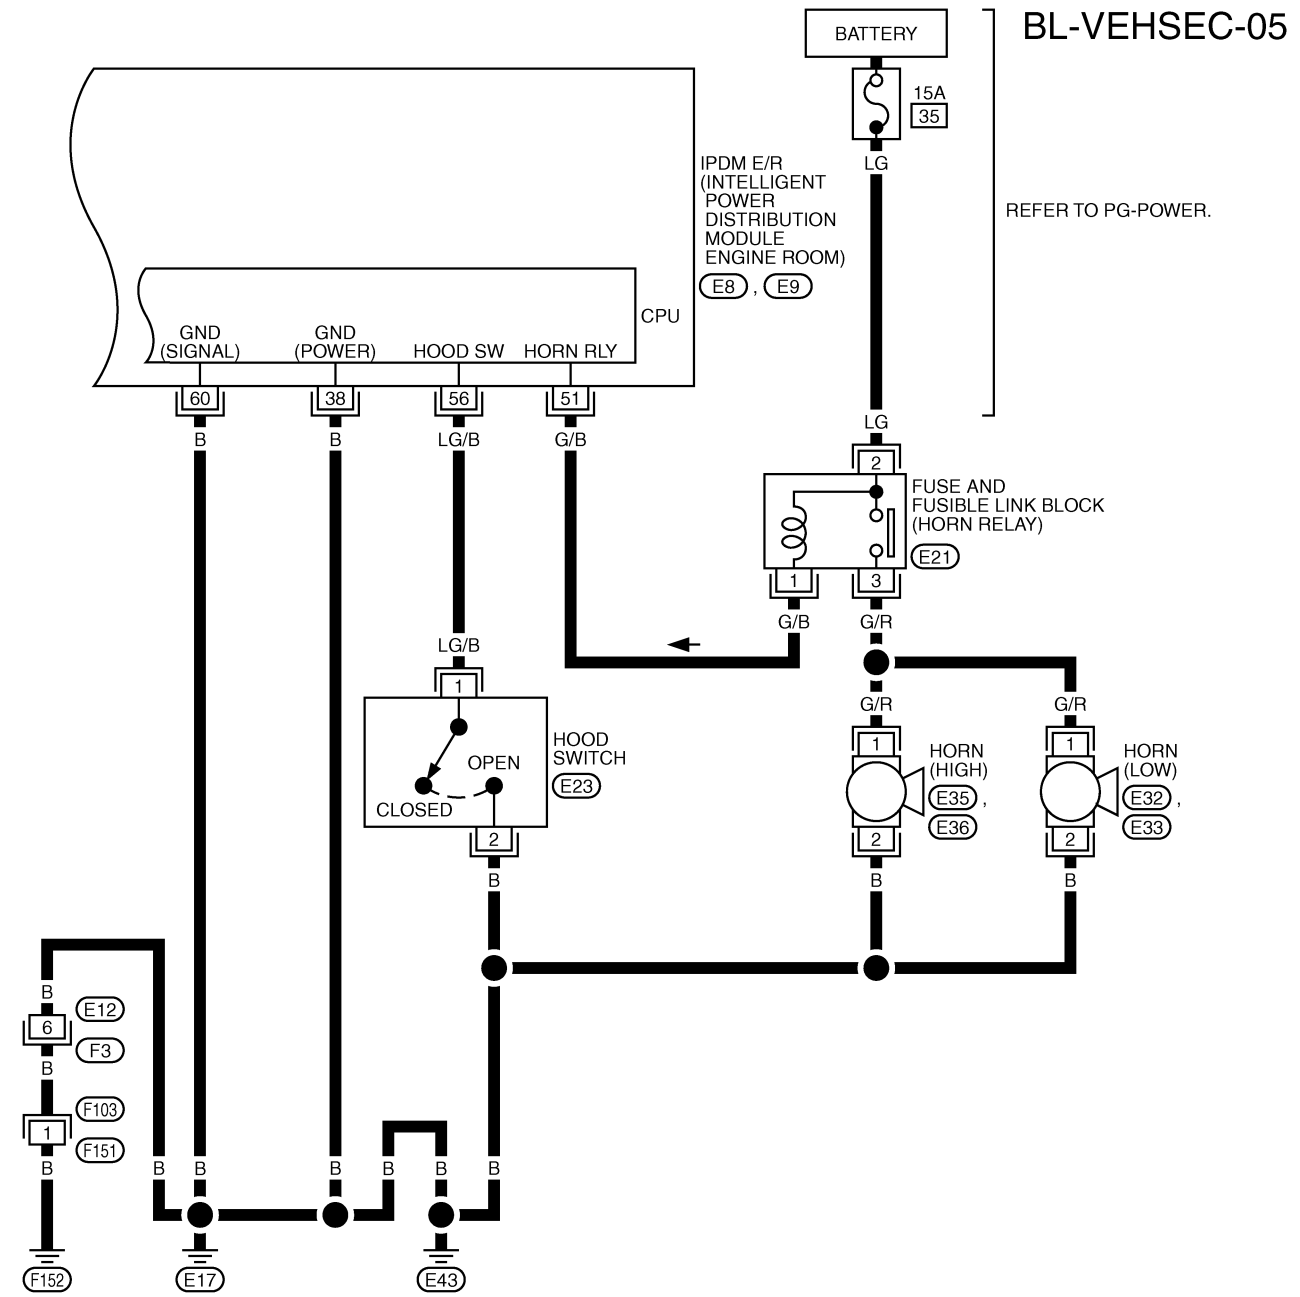 BL-VEHSEC-05
BATTERY
15A
35
LG
REFER TO PG-POWER.
IPDM E/R
(INTELLIGENT
POWER
DISTRIBUTION
MODULE
ENGINE ROOM)
E8 , E9
CPU
GND
(SIGNAL)
GND
(POWER)
HOOD SW
HORN RLY
60
38
56
51
B
B
LG/B
G/B
LG
2
FUSE AND
FUSIBLE LINK BLOCK
(HORN RELAY)
E21
1
3
G/B
G/R
LG/B
1
OPEN
CLOSED
HOOD
SWITCH
E23
2
B
G/R
G/R
1
1
HORN
(HIGH)
E35 ,
E36
HORN
(LOW)
E32 ,
E33
2
2
B
B
B
6
E12
F3
B
F103
1
F151
B
B
B
B
B
B
F152
E17
E43